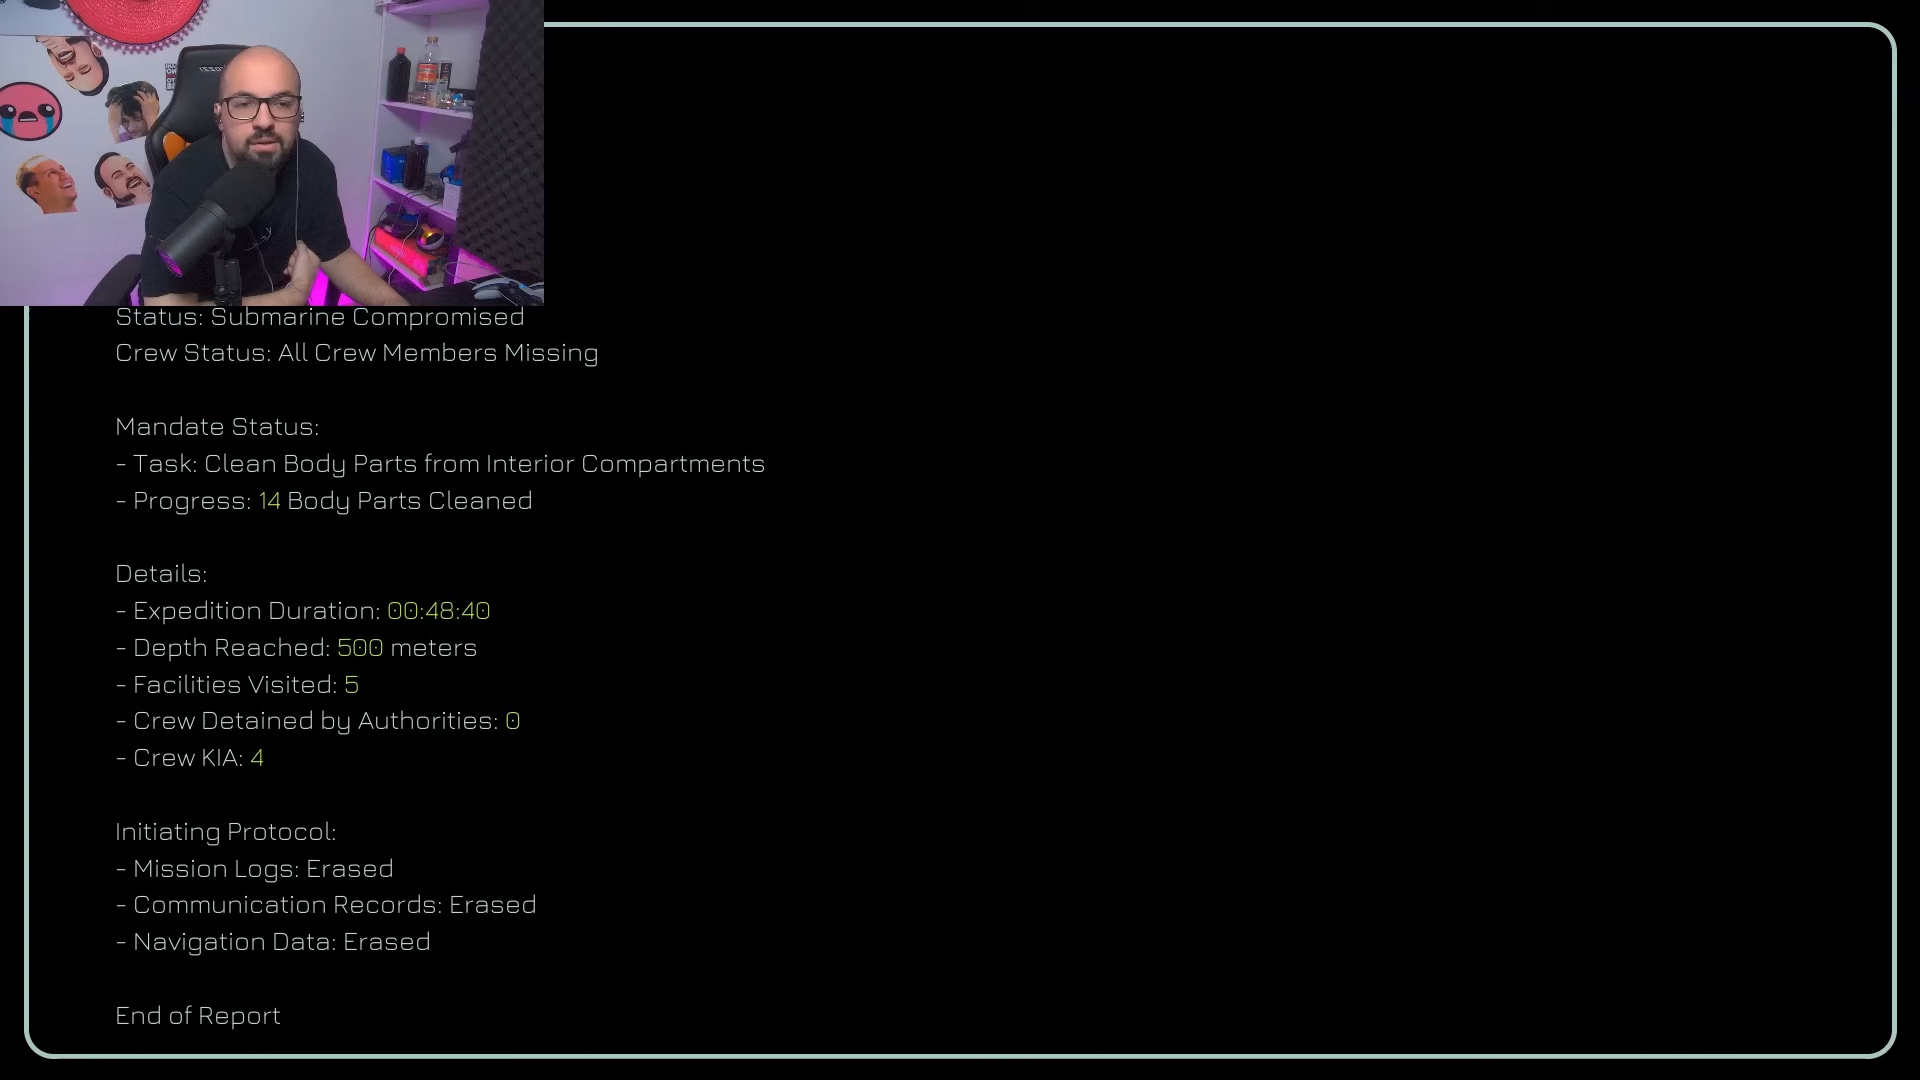 Status: Submarine Compromised
Crew Status: All Crew Members Missing
Mandate Status:
- Task: Clean Body Parts from Interior Compartments
- Progress: 14 Body Parts Cleaned
Details:
- Expedition Duration: 00:48:40
- Depth Reached: 500 meters
- Facilities Visited: 5
- Crew Detained by Authorities: 0
- Crew KIA: 4
Initiating Protocol:
- Mission Logs: Erased
- Communication Records: Erased
- Navigation Data: Erased
End of Report